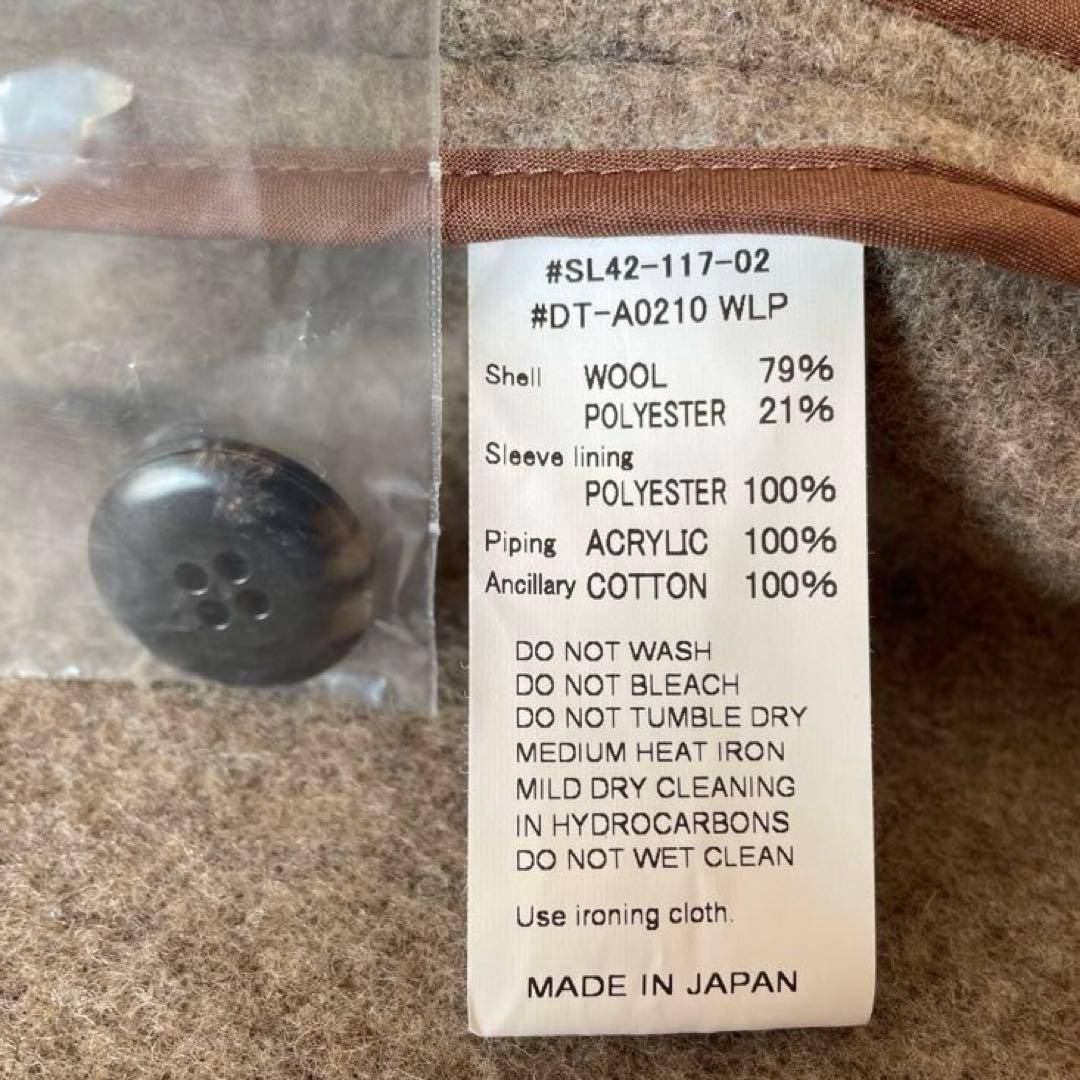 #SL42-117-02
#DT-A0210 WLP
Shell WOOL 79%
POLYESTER 21%
Sleeve lining
POLYESTER 100%
Piping ACRYLIC 100%
Ancillary COTTON 100%
DO NOT WASH
DO NOT BLEACH
DO NOT TUMBLE DRY
MEDIUM HEAT IRON
MILD DRY CLEANING
IN HYDROCARBONS
DO NOT WET CLEAN
Use ironing cloth.
MADE IN JAPAN